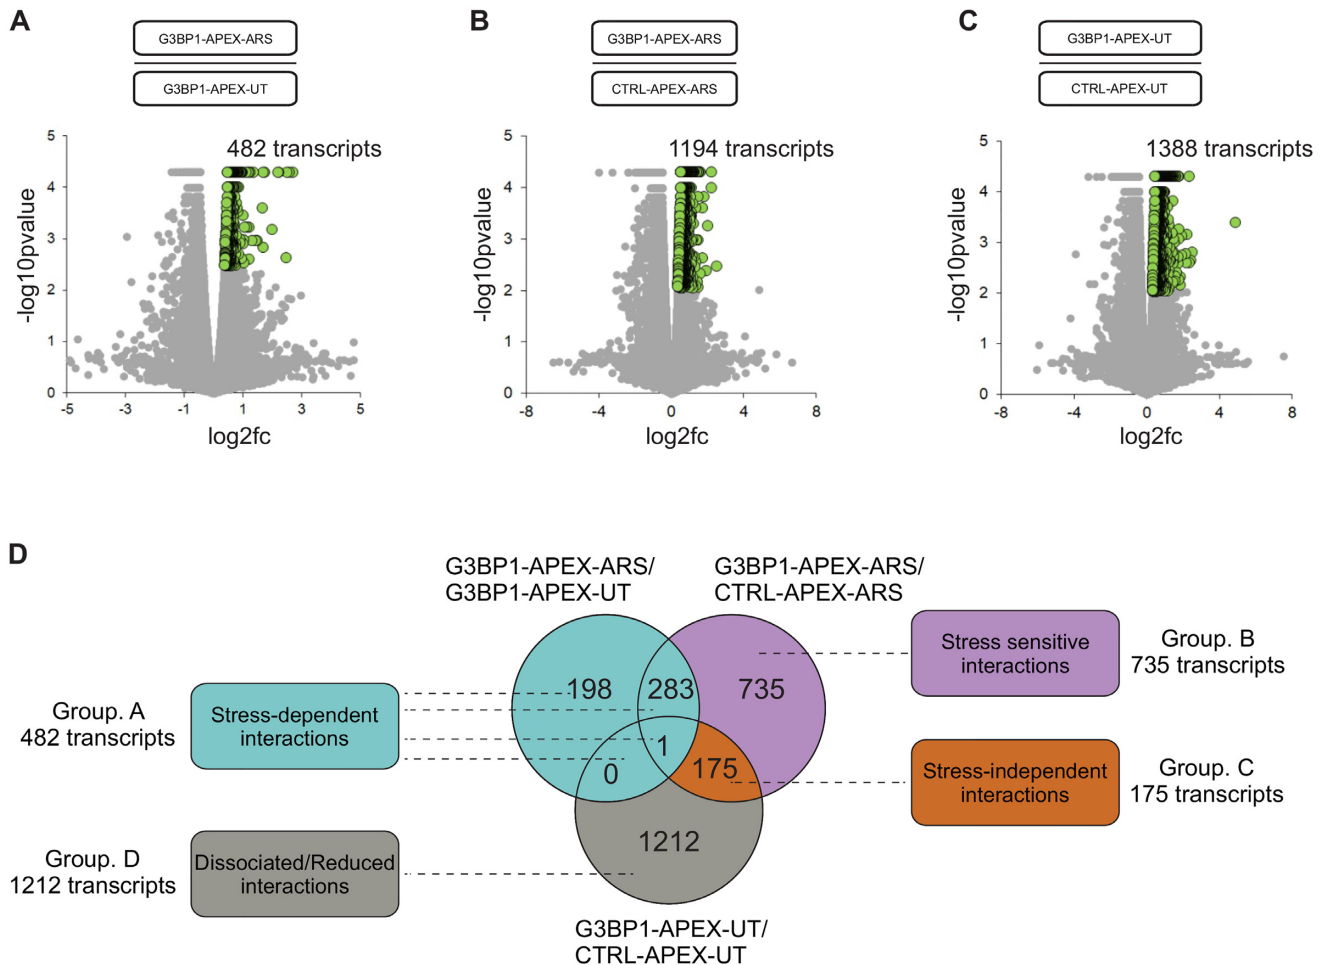 A
G3BP1-APEX-ARS
G3BP1-APEX-UT
482 transcripts
-log10pvalue
5
4
3
2
1
0
-5
-3
-1
1
3
5
log2fc
B
G3BP1-APEX-ARS
CTRL-APEX-ARS
1194 transcripts
-log10pvalue
5
4
3
2
1
0
-8
-4
0
4
8
log2fc
C
G3BP1-APEX-UT
CTRL-APEX-UT
1388 transcripts
-log10pvalue
5
4
3
2
1
0
-8
-4
0
4
8
log2fc
D
G3BP1-APEX-ARS/
G3BP1-APEX-UT
G3BP1-APEX-ARS/
CTRL-APEX-ARS
198
283
735
1
0
175
1212
G3BP1-APEX-UT/
CTRL-APEX-UT
Group. A
482 transcripts
Stress-dependent
interactions
Group. D
1212 transcripts
Dissociated/Reduced
interactions
Stress sensitive
interactions
Group. B
735 transcripts
Stress-independent
interactions
Group. C
175 transcripts